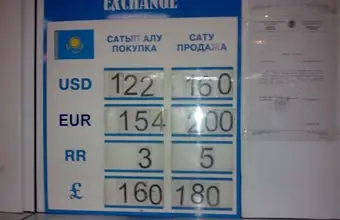 EXCHANGE
САТЫП АЛУ САТУ
ПОКУПКА ПРОДАЖА
USD 122 160
EUR 154 200
RR 3 5
£ 160 180